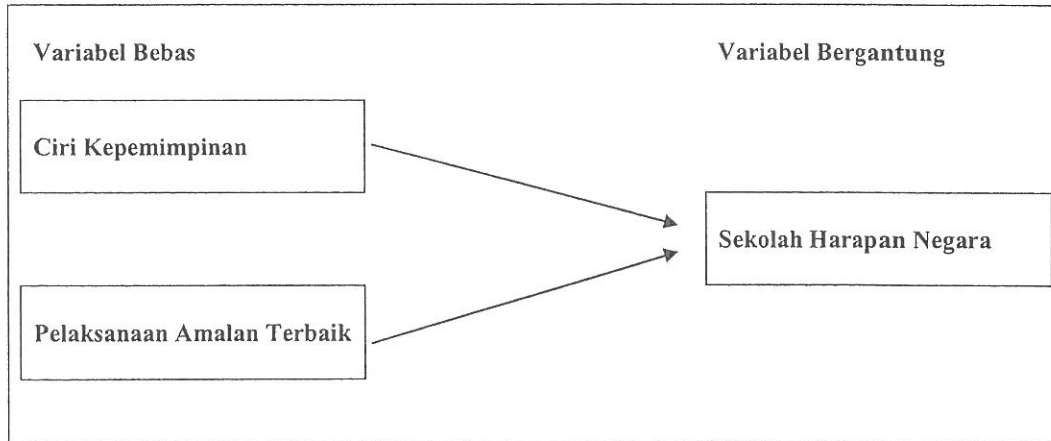 Variabel Bebas
Variabel Bergantung
Ciri Kepemimpinan
Sekolah Harapan Negara
Pelaksanaan Amalan Terbaik